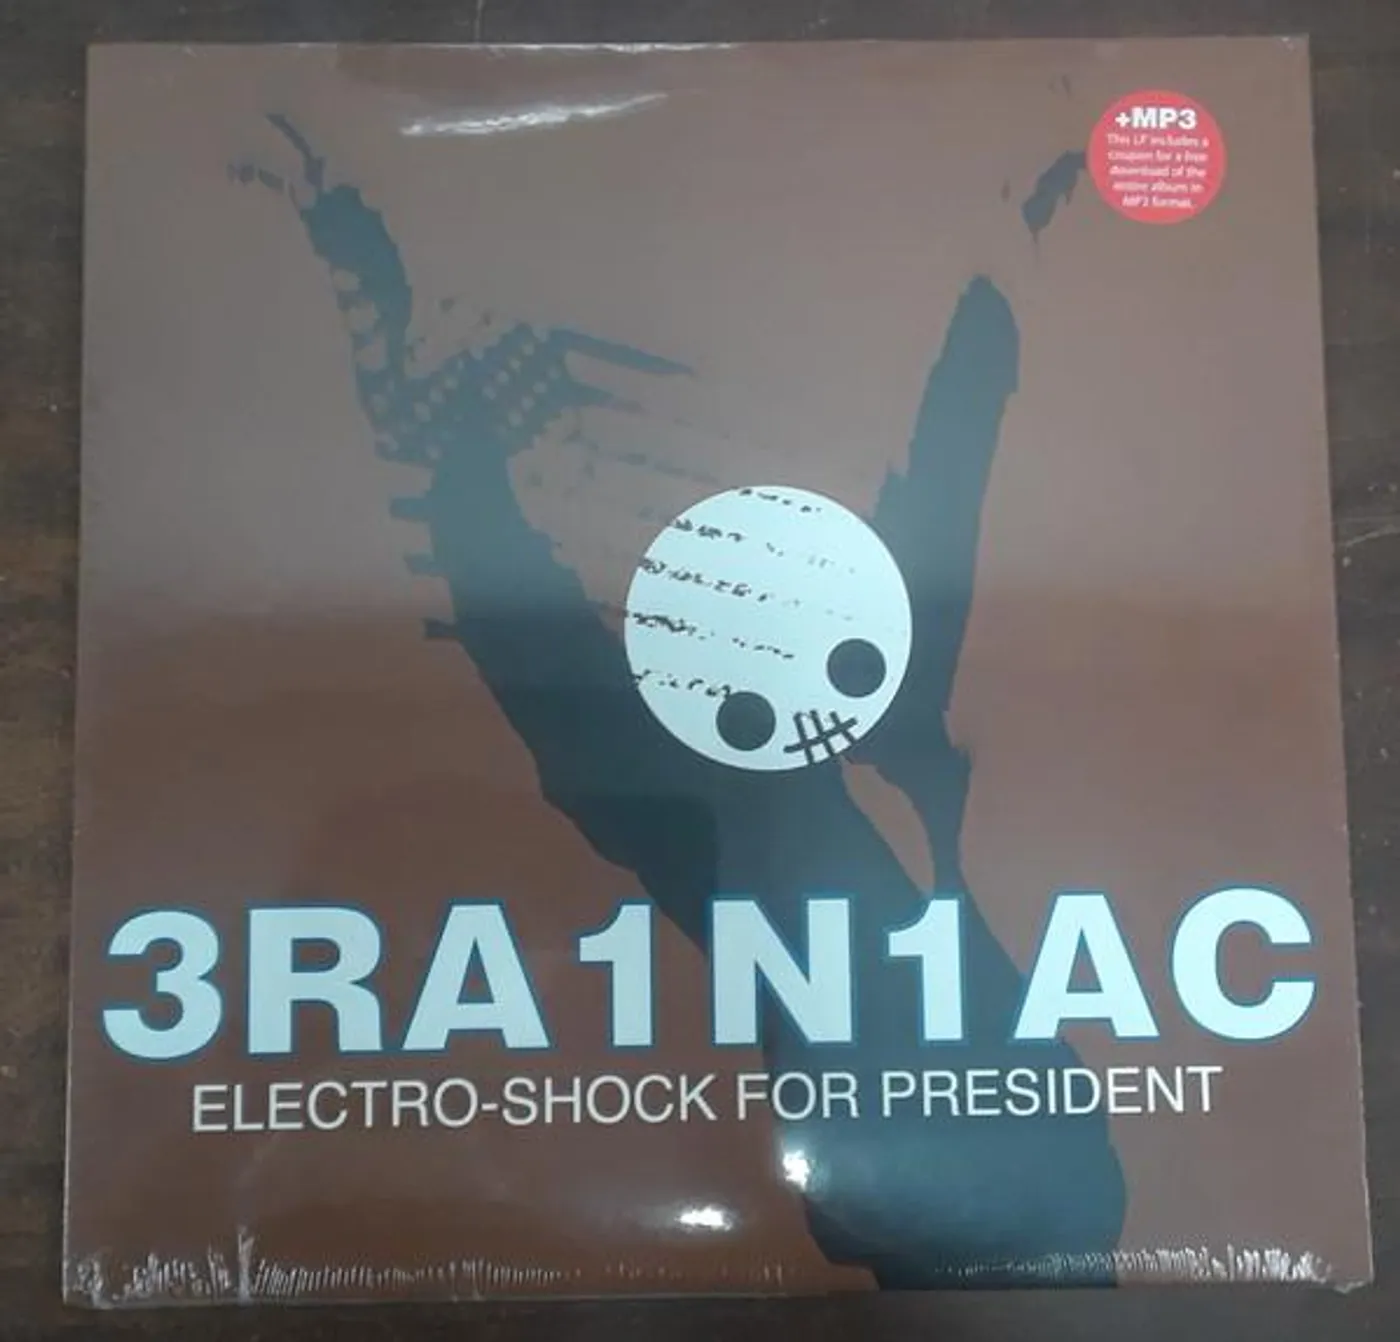 +MP3
This LP includes a
coupon for a free
download of the
entire album in
MP3 format.
3RA1N1AC
ELECTRO-SHOCK FOR PRESIDENT